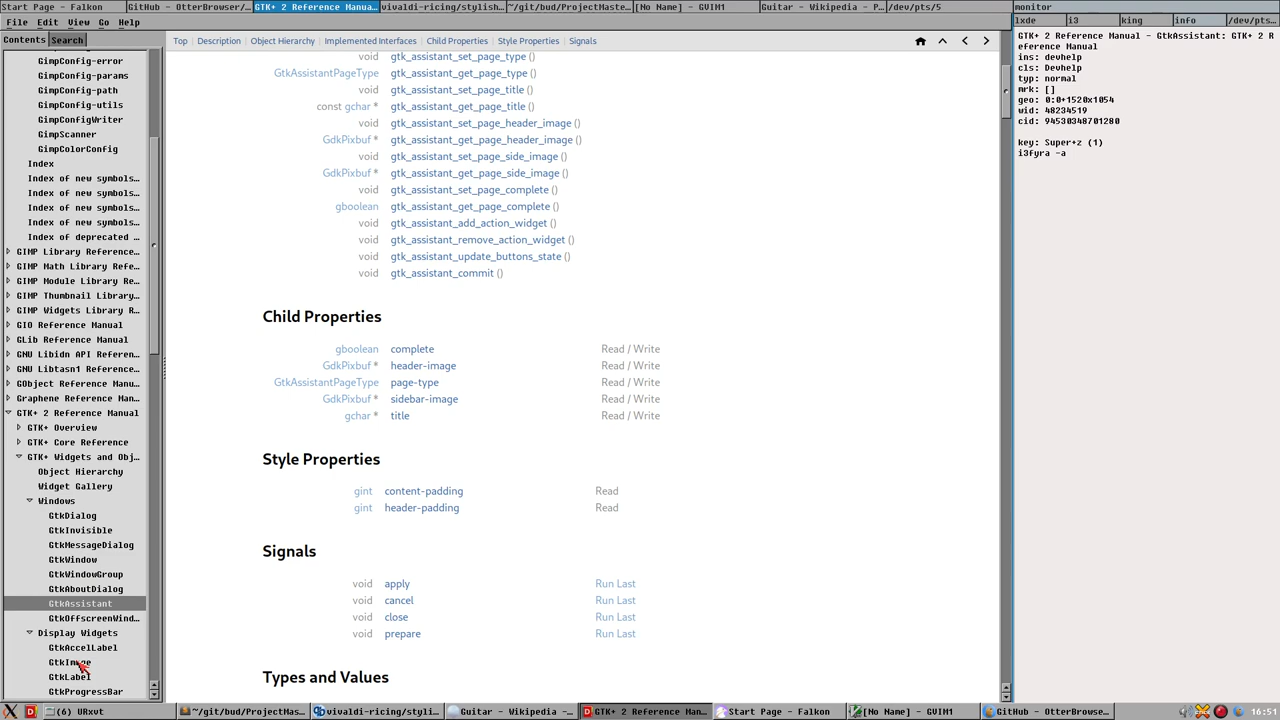 Start Page - Falkon
GitHub - OtterBrowser/...
GTK+ 2 Reference Manua...
vivaldi-ricing/stylish...
~/git/bud/ProjectMaste...
[No Name] - GVIM1
Guitar - Wikipedia - P...
/dev/pts/5
monitor
File Edit View Go Help
lxde i3 king info /dev/pts...
Contents Search
Top Description Object Hierarchy Implemented Interfaces Child Properties Style Properties Signals
GTK+ 2 Reference Manual - GtkAssistant: GTK+ 2 R
eference Manual
ins: devhelp
cls: Devhelp
typ: normal
mrk: []
geo: 0:0+1520x1054
wid: 48234519
cid: 94530348701280
key: Super+z (1)
i3fyra -a
GimpConfig-error
GimpConfig-params
GimpConfig-path
GimpConfig-utils
GimpConfigWriter
GimpScanner
GimpColorConfig
Index
Index of new symbols...
Index of new symbols...
Index of new symbols...
Index of new symbols...
Index of deprecated ...
GIMP Library Reference...
GIMP Math Library Refe...
GIMP Module Library Re...
GIMP Thumbnail Library...
GIMP Widgets Library R...
GIO Reference Manual
GLib Reference Manual
GNU Libidn API Referen...
GNU Libtasn1 Reference...
GObject Reference Manu...
Graphene Reference Man...
GTK+ 2 Reference Manual
GTK+ Overview
GTK+ Core Reference
GTK+ Widgets and Obj...
Object Hierarchy
Widget Gallery
Windows
GtkDialog
GtkInvisible
GtkMessageDialog
GtkWindow
GtkWindowGroup
GtkAboutDialog
GtkAssistant
GtkOffscreenWind...
Display Widgets
GtkAccelLabel
GtkImage
GtkLabel
GtkProgressBar
void gtk_assistant_set_page_type ()
GtkAssistantPageType gtk_assistant_get_page_type ()
void gtk_assistant_set_page_title ()
const gchar * gtk_assistant_get_page_title ()
void gtk_assistant_set_page_header_image ()
GdkPixbuf * gtk_assistant_get_page_header_image ()
void gtk_assistant_set_page_side_image ()
GdkPixbuf * gtk_assistant_get_page_side_image ()
void gtk_assistant_set_page_complete ()
gboolean gtk_assistant_get_page_complete ()
void gtk_assistant_add_action_widget ()
void gtk_assistant_remove_action_widget ()
void gtk_assistant_update_buttons_state ()
void gtk_assistant_commit ()
Child Properties
gboolean complete Read / Write
GdkPixbuf * header-image Read / Write
GtkAssistantPageType page-type Read / Write
GdkPixbuf * sidebar-image Read / Write
gchar * title Read / Write
Style Properties
gint content-padding Read
gint header-padding Read
Signals
void apply Run Last
void cancel Run Last
void close Run Last
void prepare Run Last
Types and Values
(6) URxvt
~/git/bud/ProjectMas...
vivaldi-ricing/styli...
Guitar - Wikipedia -...
GTK+ 2 Reference Man...
Start Page - Falkon
[No Name] - GVIM1
GitHub - OtterBrowse...
16:51